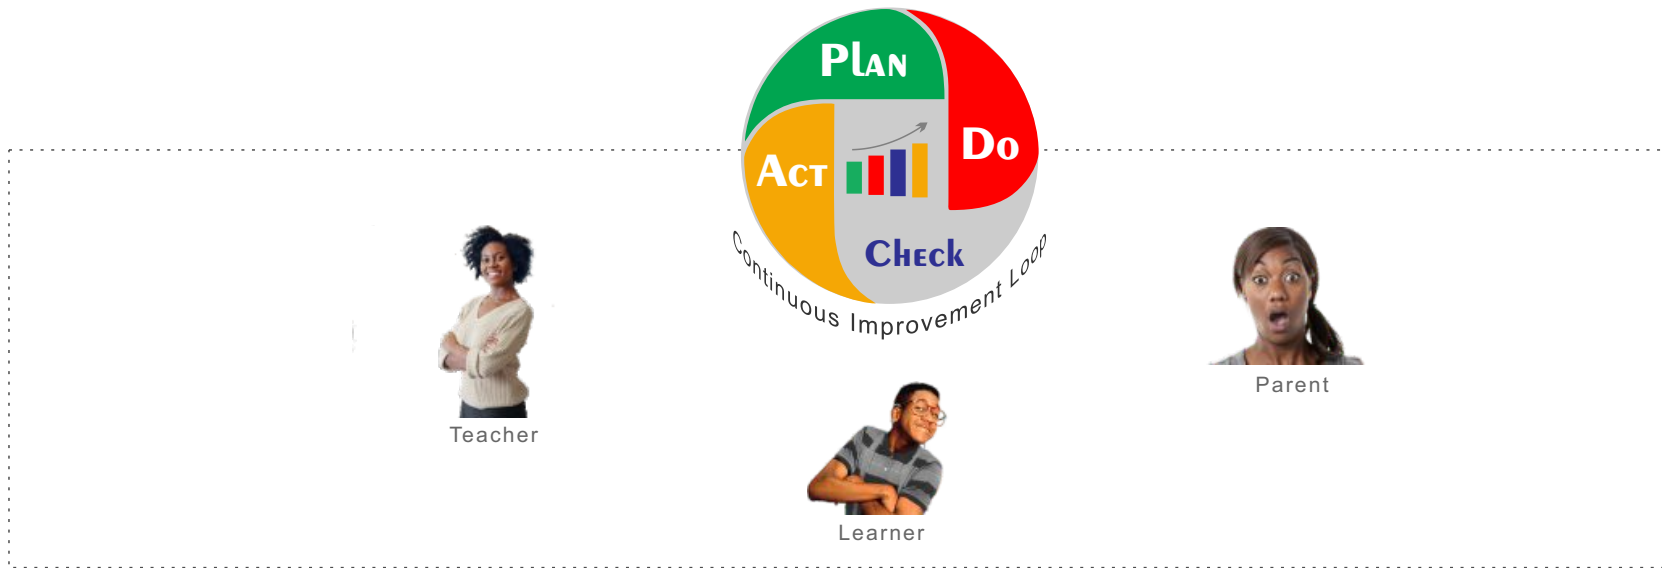 Plan
Do
Act
Check
Continuous Improvement Loop
Parent
Teacher
Learner